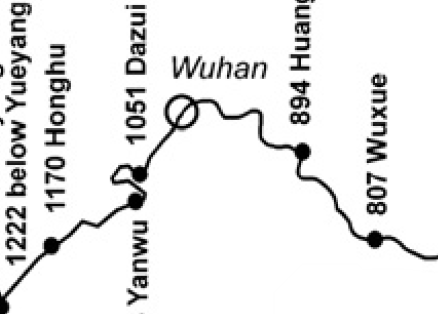 1222 below Yueyang
1170 Honghu
1051 Dazui
Yanwu
Wuhan
894 Huang
807 Wuxue